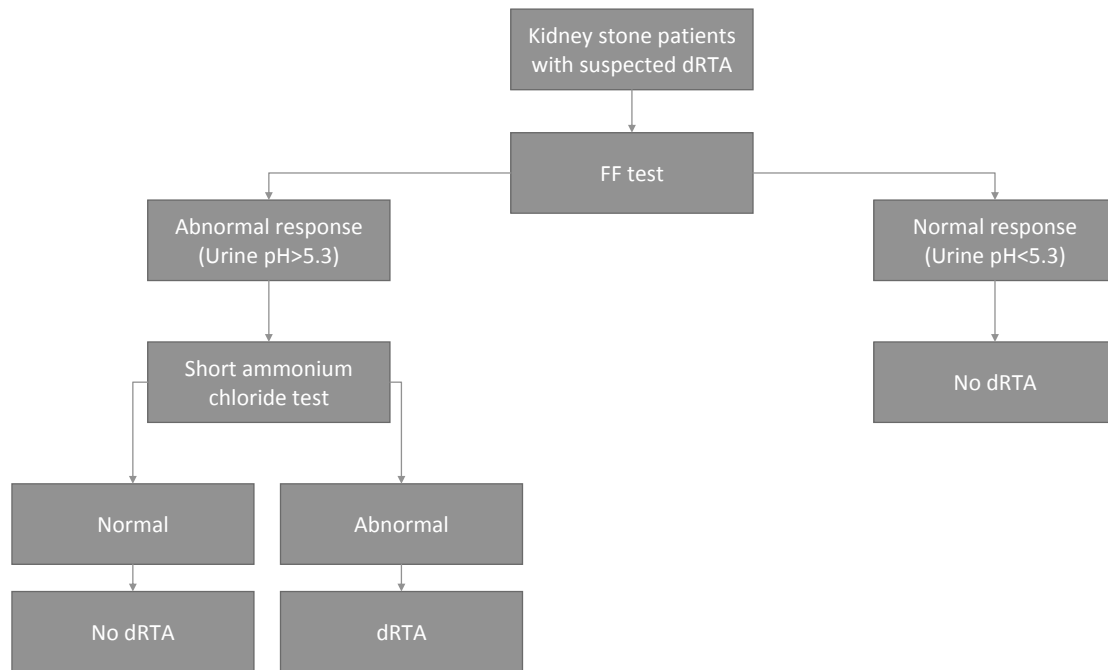 Kidney stone patients
with suspected dRTA
FF test
Abnormal response
(Urine pH>5.3)
Normal response
(Urine pH<5.3)
Short ammonium
chloride test
No dRTA
Normal
Abnormal
No dRTA
dRTA